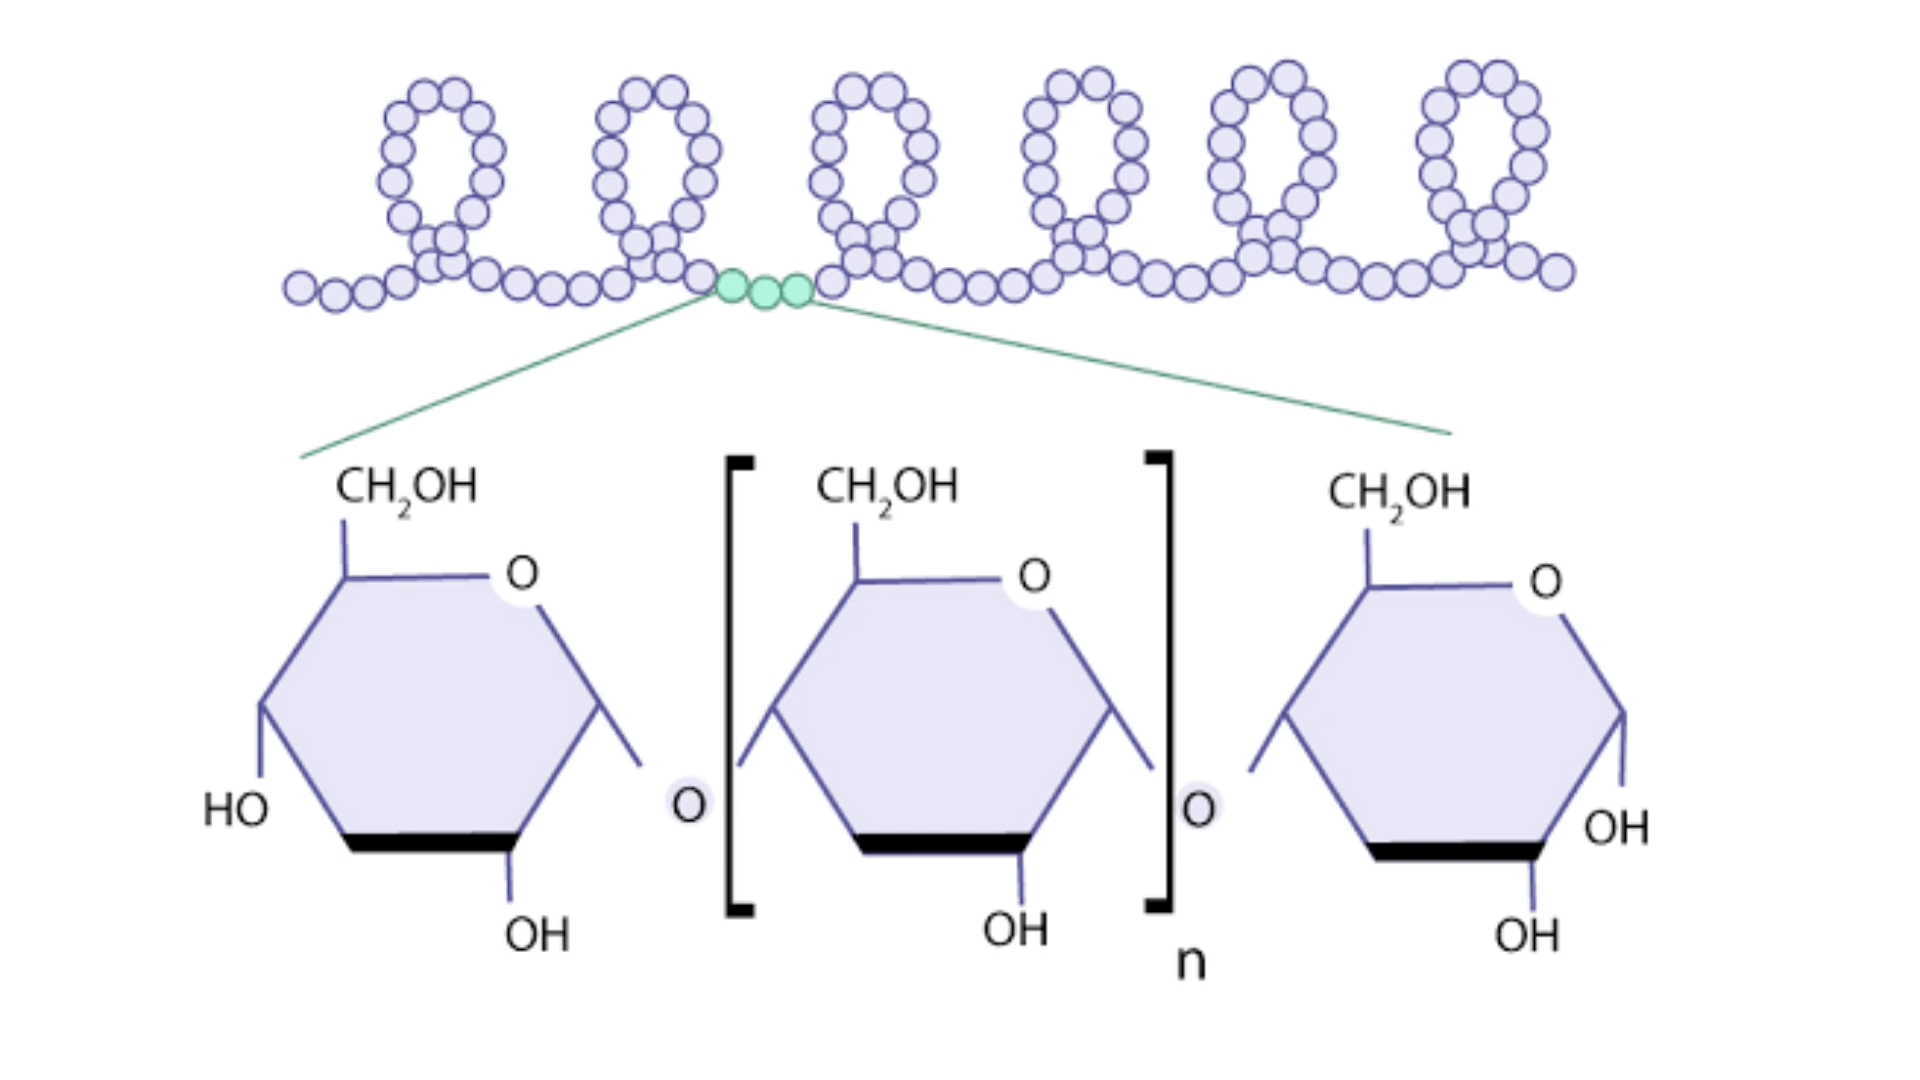 CH₂OH CH₂OH CH₂OH
O O O
HO O O OH
OH OH OH
n